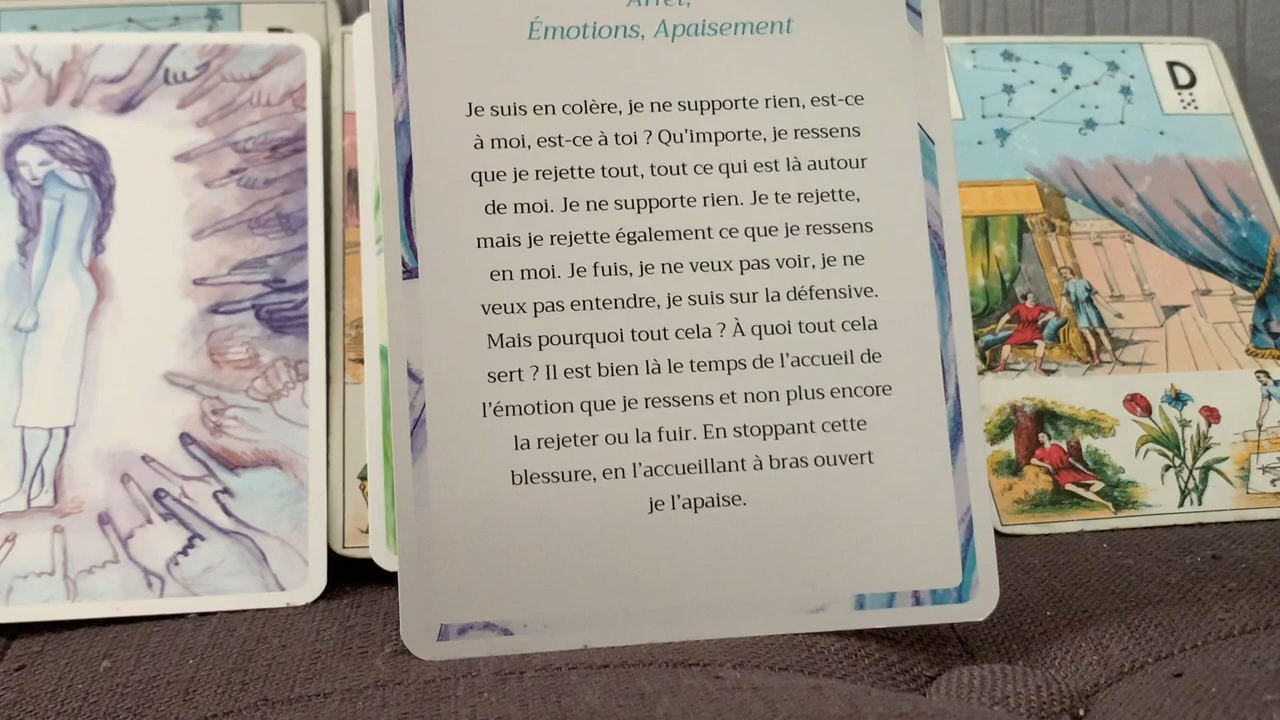 Arrêt,
Émotions, Apaisement
Je suis en colère, je ne supporte rien, est-ce
à moi, est-ce à toi ? Qu'importe, je ressens
que je rejette tout, tout ce qui est là autour
de moi. Je ne supporte rien. Je te rejette,
mais je rejette également ce que je ressens
en moi. Je fuis, je ne veux pas voir, je ne
veux pas entendre, je suis sur la défensive.
Mais pourquoi tout cela ? À quoi tout cela
sert ? Il est bien là le temps de l'accueil de
l'émotion que je ressens et non plus encore
la rejeter ou la fuir. En stoppant cette
blessure, en l'accueillant à bras ouvert
je l'apaise.
D